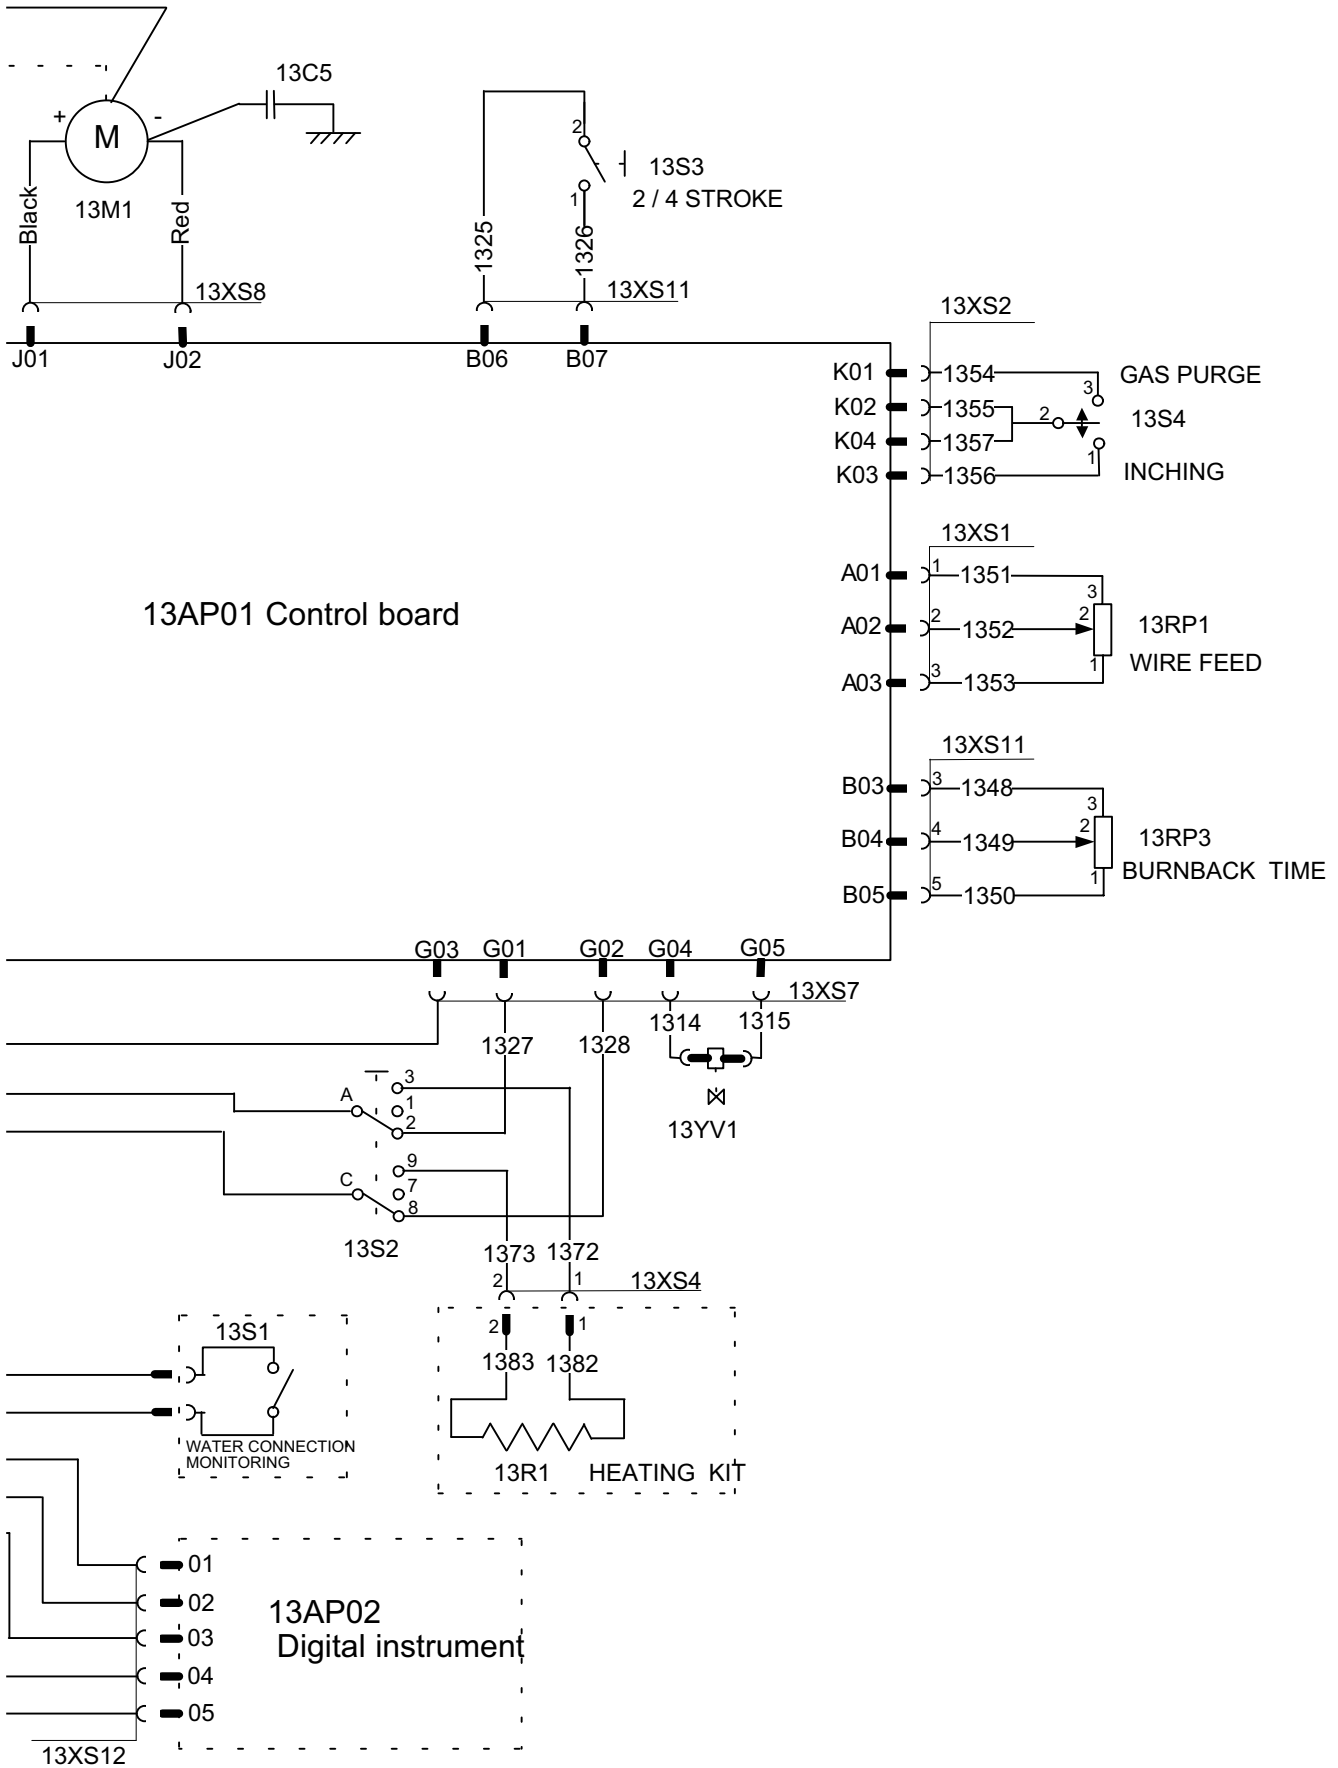 13C5
+
-
M
13M1
Black
Red
13XS8
J01
J02
2
13S3
1
2 / 4 STROKE
1325
1326
13XS11
B06
B07
13XS2
K01
1354
3
GAS PURGE
K02
1355
2
13S4
K04
1357
1
K03
1356
INCHING
13XS1
A01
1
1351
3
13AP01 Control board
A02
2
1352
2
13RP1
WIRE FEED
A03
3
1353
1
13XS11
B03
3
1348
3
B04
4
1349
2
13RP3
BURNBACK TIME
B05
5
1350
1
G03
G01
G02
G04
G05
13XS7
1314
1315
1327
1328
3
A
1
2
13YV1
9
C
7
8
13S2
1373
1372
2
1
13XS4
13S1
2
1
1383
1382
WATER CONNECTION
MONITORING
13R1
HEATING KIT
01
02
13AP02
03
Digital instrument
04
05
13XS12